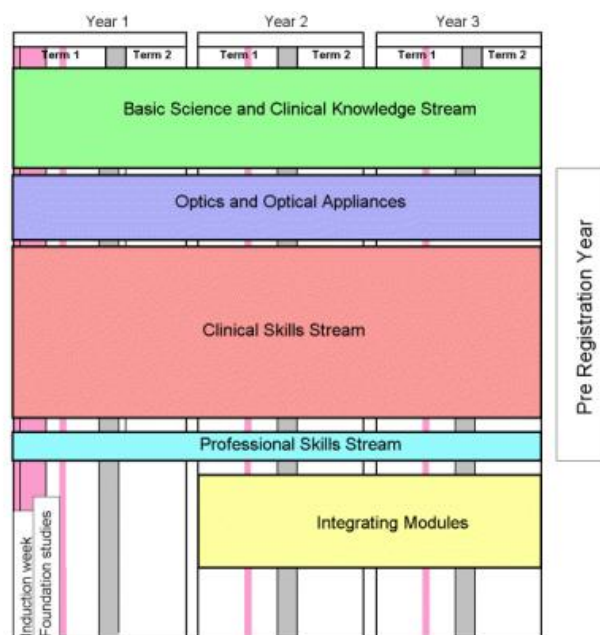 Year 1
Year 2
Year 3
Term 1
Term 2
Term 1
Term 2
Term 1
Term 2
Basic Science and Clinical Knowledge Stream
Optics and Optical Appliances
Clinical Skills Stream
Professional Skills Stream
Integrating Modules
Pre Registration Year
Induction week
Foundation studies